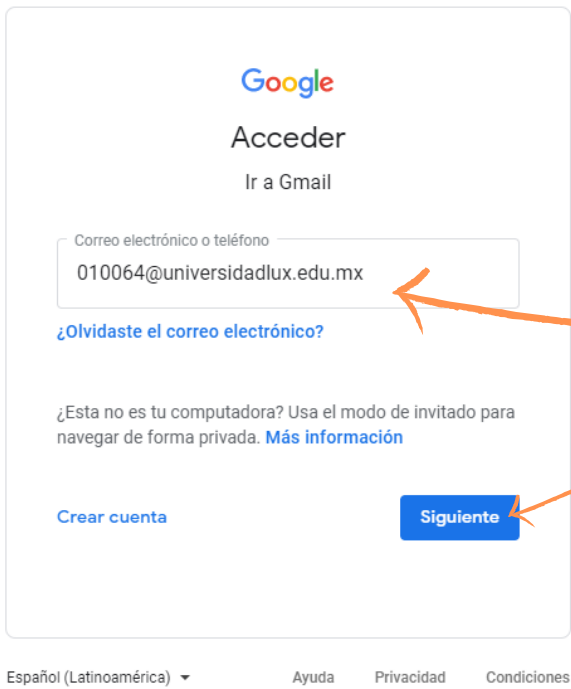 Google
Acceder
Ir a Gmail
Correo electrónico o teléfono
010064@universidadlux.edu.mx
¿Olvidaste el correo electrónico?
¿Esta no es tu computadora? Usa el modo de invitado para
navegar de forma privada. Más información
Crear cuenta
Siguiente
Español (Latinoamérica)
Ayuda
Privacidad
Condiciones